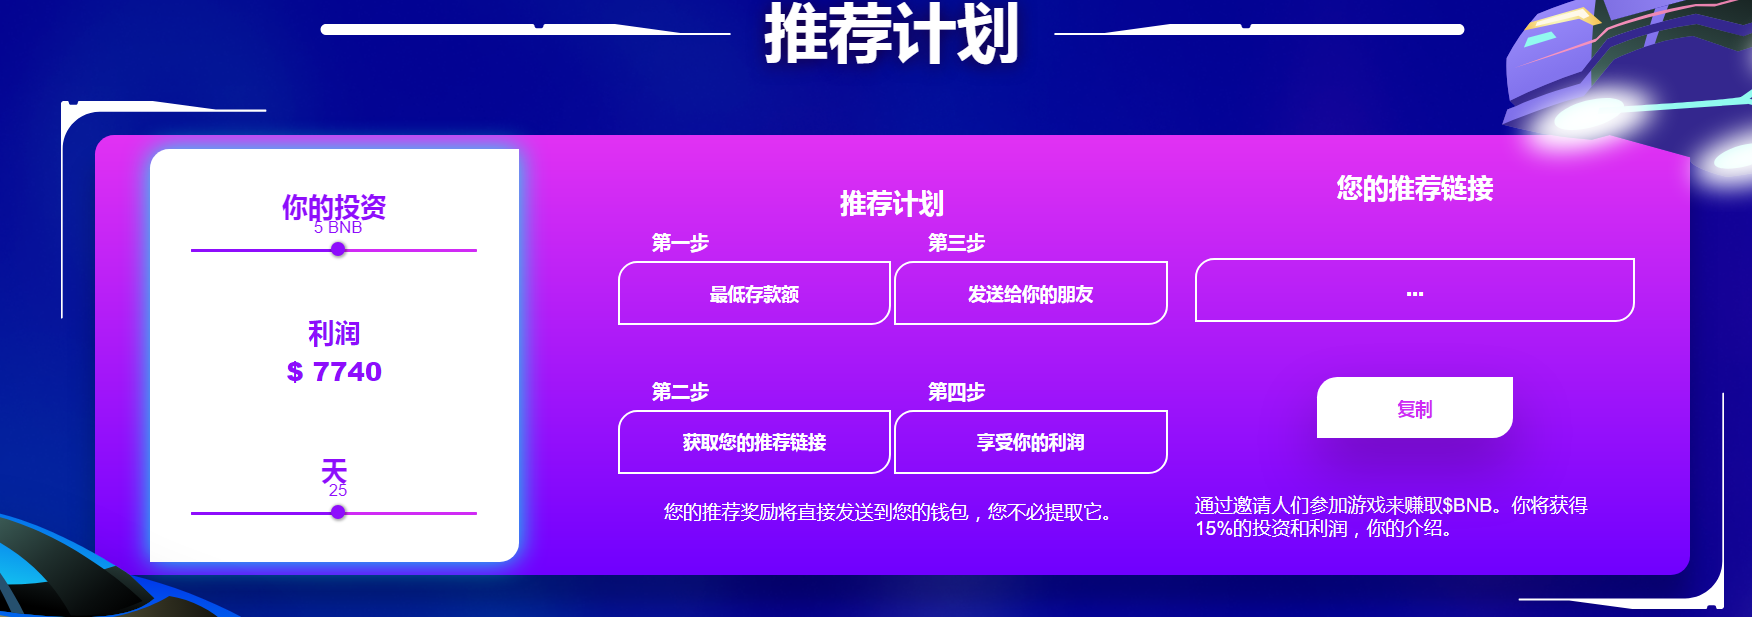 推荐计划
你的投资
5 BNB
利润
$ 7740
天
25
推荐计划
第一步
最低存款额
第三步
发送给你的朋友
第二步
获取您的推荐链接
第四步
享受你的利润
您的推荐奖励将直接发送到您的钱包，您不必提取它。
您的推荐链接
...
复制
通过邀请人们参加游戏来赚取$BNB。你将获得
15%的投资和利润，你的介绍。